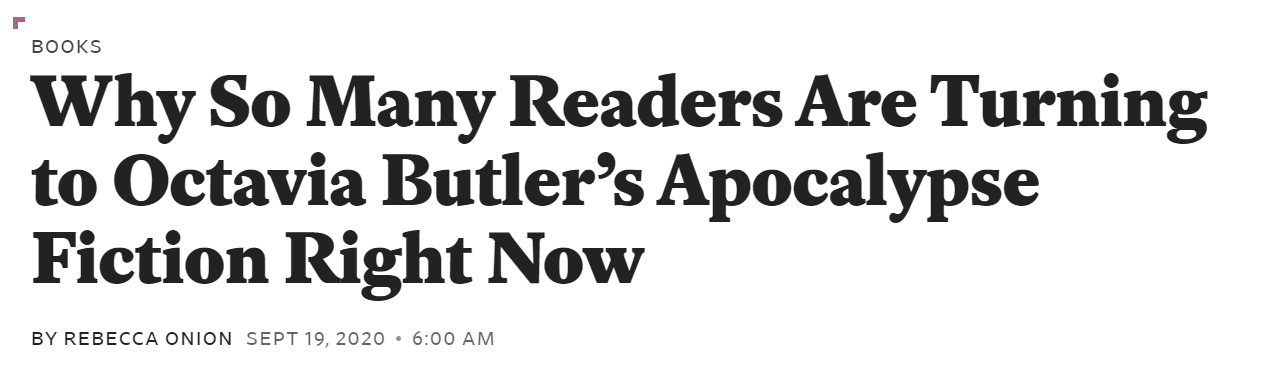 BOOKS
Why So Many Readers Are Turning
to Octavia Butler’s Apocalypse
Fiction Right Now
BY REBECCA ONION SEPT 19, 2020 • 6:00 AM